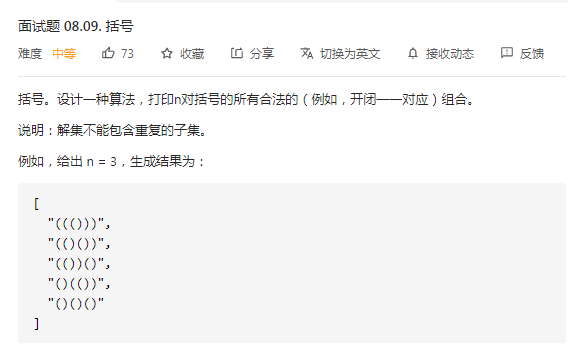 面试题 08.09. 括号
难度 中等 73 收藏 分享 切换为英文 接收动态 反馈
括号。设计一种算法，打印n对括号的所有合法的（例如，开闭一一对应）组合。
说明：解集不能包含重复的子集。
例如，给出 n = 3，生成结果为：
[
"((()))",
"(()())",
"(())()",
"()(())",
"()()()"
]